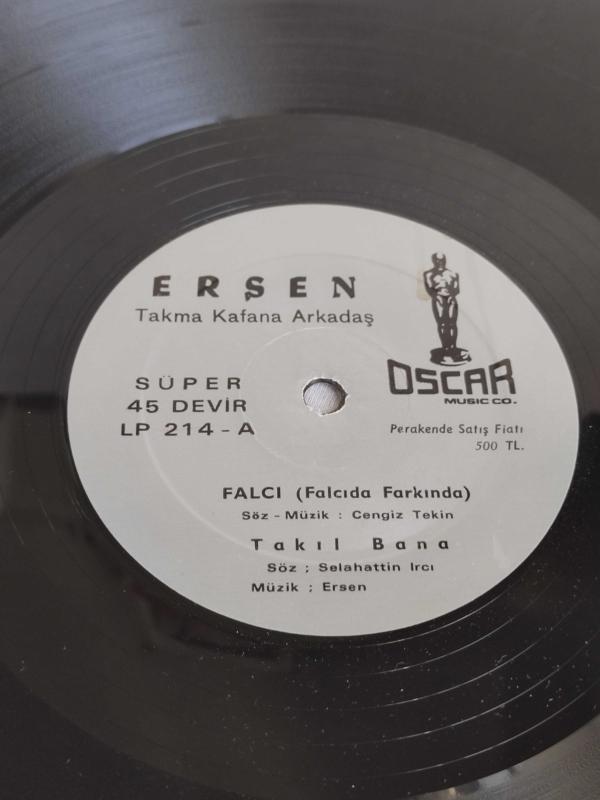 ERŞEN
Takma Kafana Arkadaş
SÜPER
45 DEVİR
LP 214 - A
OSCAR
MUSIC CO.
Perakende Satış Fiatı
500 TL.
FALCI (Falcıda Farkında)
Söz - Müzik : Cengiz Tekin
Takıl Bana
Söz ; Selahattin Ircı
Müzik ; Ersen